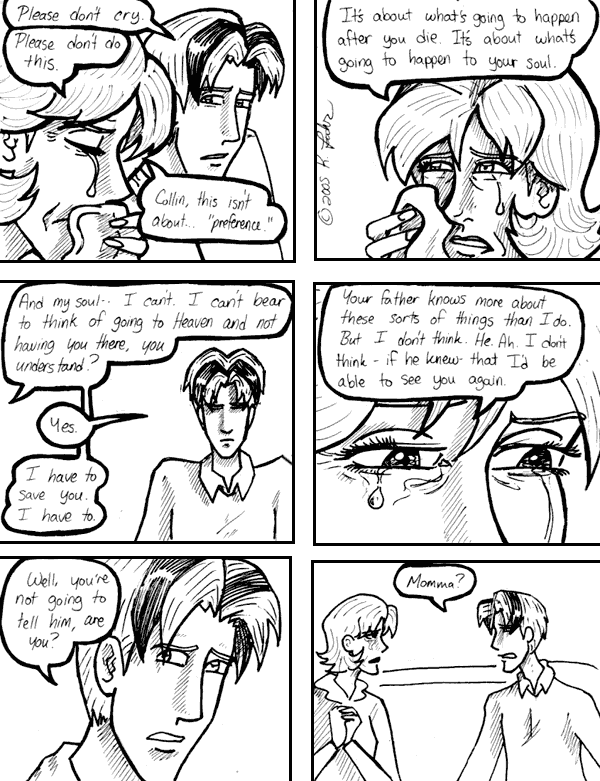 Please don't cry.
Please don't do
this.
Collin, this isn't
about... "preference."
It's about what's going to happen
after you die. It's about what's
going to happen to your soul.
© 2005 K.
And my soul-- I can't. I can't bear
to think of going to Heaven and not
having you there, you
understand?
Yes.
I have to
save you.
I have to.
Your father knows more about
these sorts of things than I do.
But I don't think. He. Ah. I don't
think - if he knew - that I'd be
able to see you again.
Well, you're
not going to
tell him, are
you?
Momma?